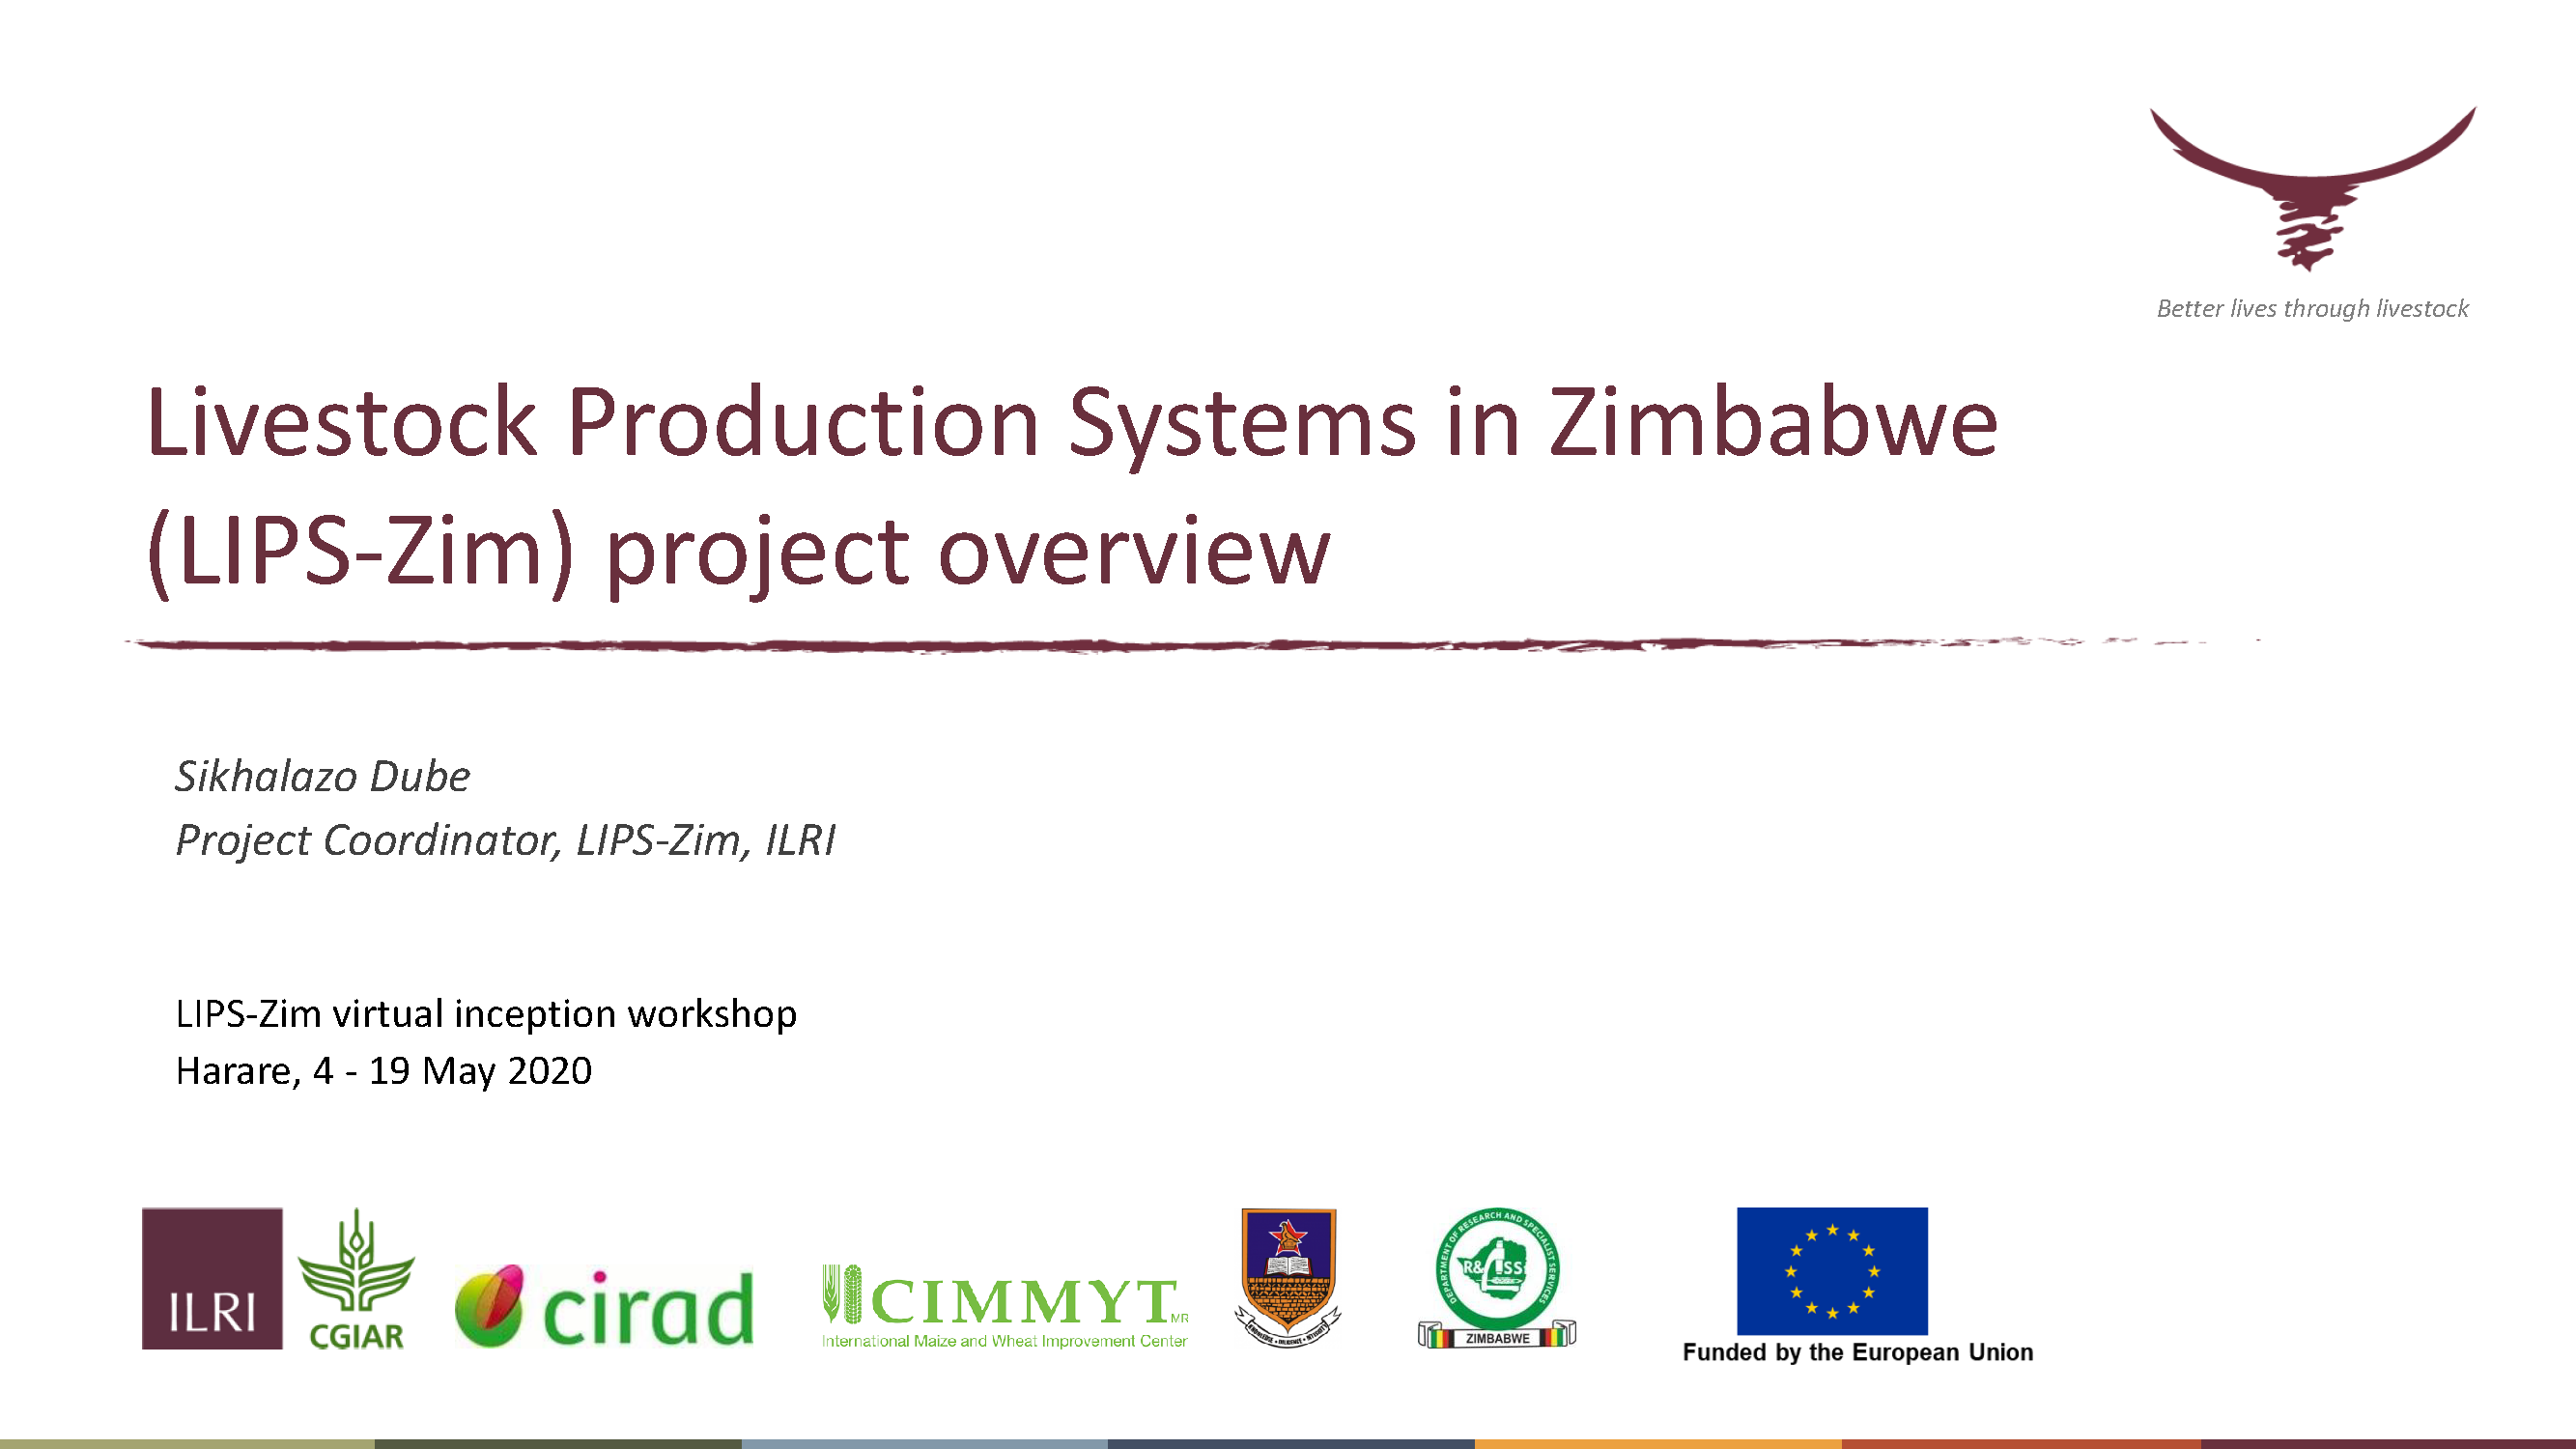 Better lives through livestock
Livestock Production Systems in Zimbabwe
(LIPS-Zim) project overview
Sikhalazo Dube
Project Coordinator, LIPS-Zim, ILRI
LIPS-Zim virtual inception workshop
Harare, 4 - 19 May 2020
ILRI
CGIAR
cirad
CIMMYT MR
International Maize and Wheat Improvement Center
DEPARTMENT OF RESEARCH AND SPECIALIST SERVICES
R&SS
ZIMBABWE
Funded by the European Union